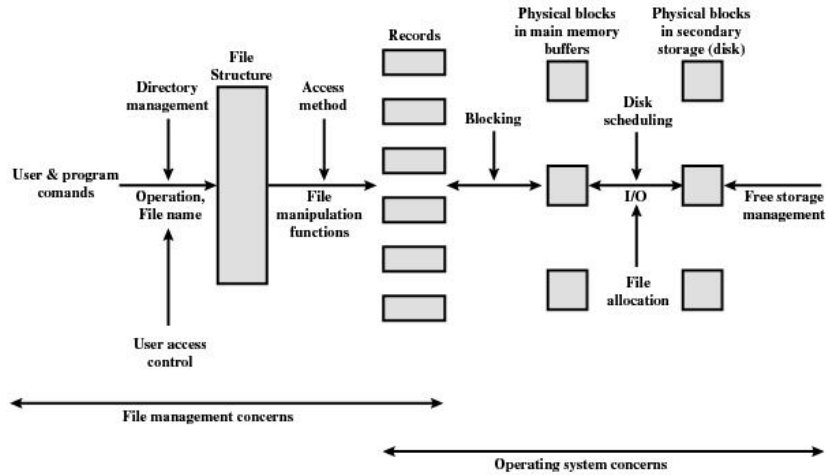 Physical blocks
in main memory
buffers
Physical blocks
in secondary
storage (disk)
Records
File
Structure
Directory
management
Access
method
Disk
scheduling
Blocking
User & program
comands
Operation,
File name
File
manipulation
functions
I/O
Free storage
management
File
allocation
User access
control
File management concerns
Operating system concerns